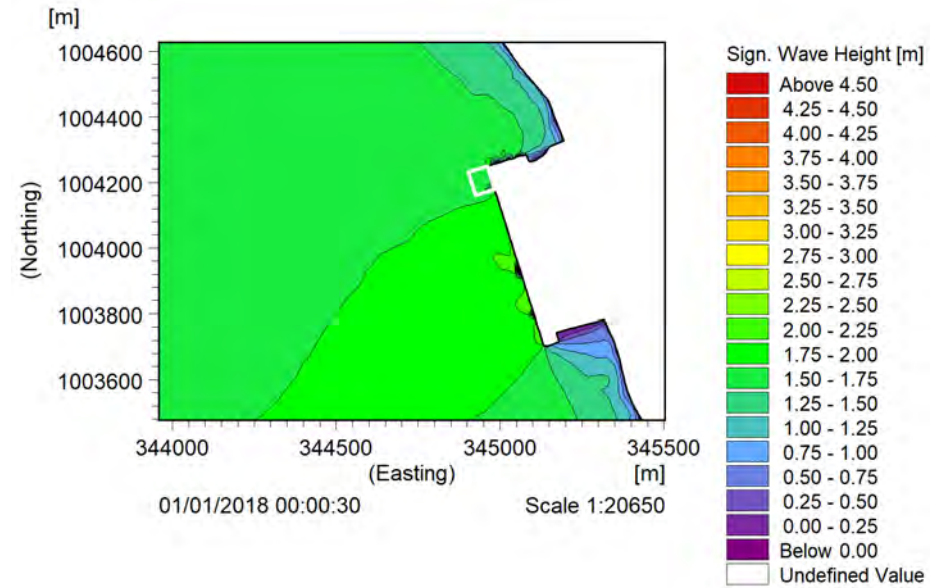 [m]
1004600
1004400
1004200
1004000
1003800
1003600
(Northing)
344000 344500 345000 345500
(Easting) [m]
01/01/2018 00:00:30 Scale 1:20650
Sign. Wave Height [m]
Above 4.50
4.25 - 4.50
4.00 - 4.25
3.75 - 4.00
3.50 - 3.75
3.25 - 3.50
3.00 - 3.25
2.75 - 3.00
2.50 - 2.75
2.25 - 2.50
2.00 - 2.25
1.75 - 2.00
1.50 - 1.75
1.25 - 1.50
1.00 - 1.25
0.75 - 1.00
0.50 - 0.75
0.25 - 0.50
0.00 - 0.25
Below 0.00
Undefined Value